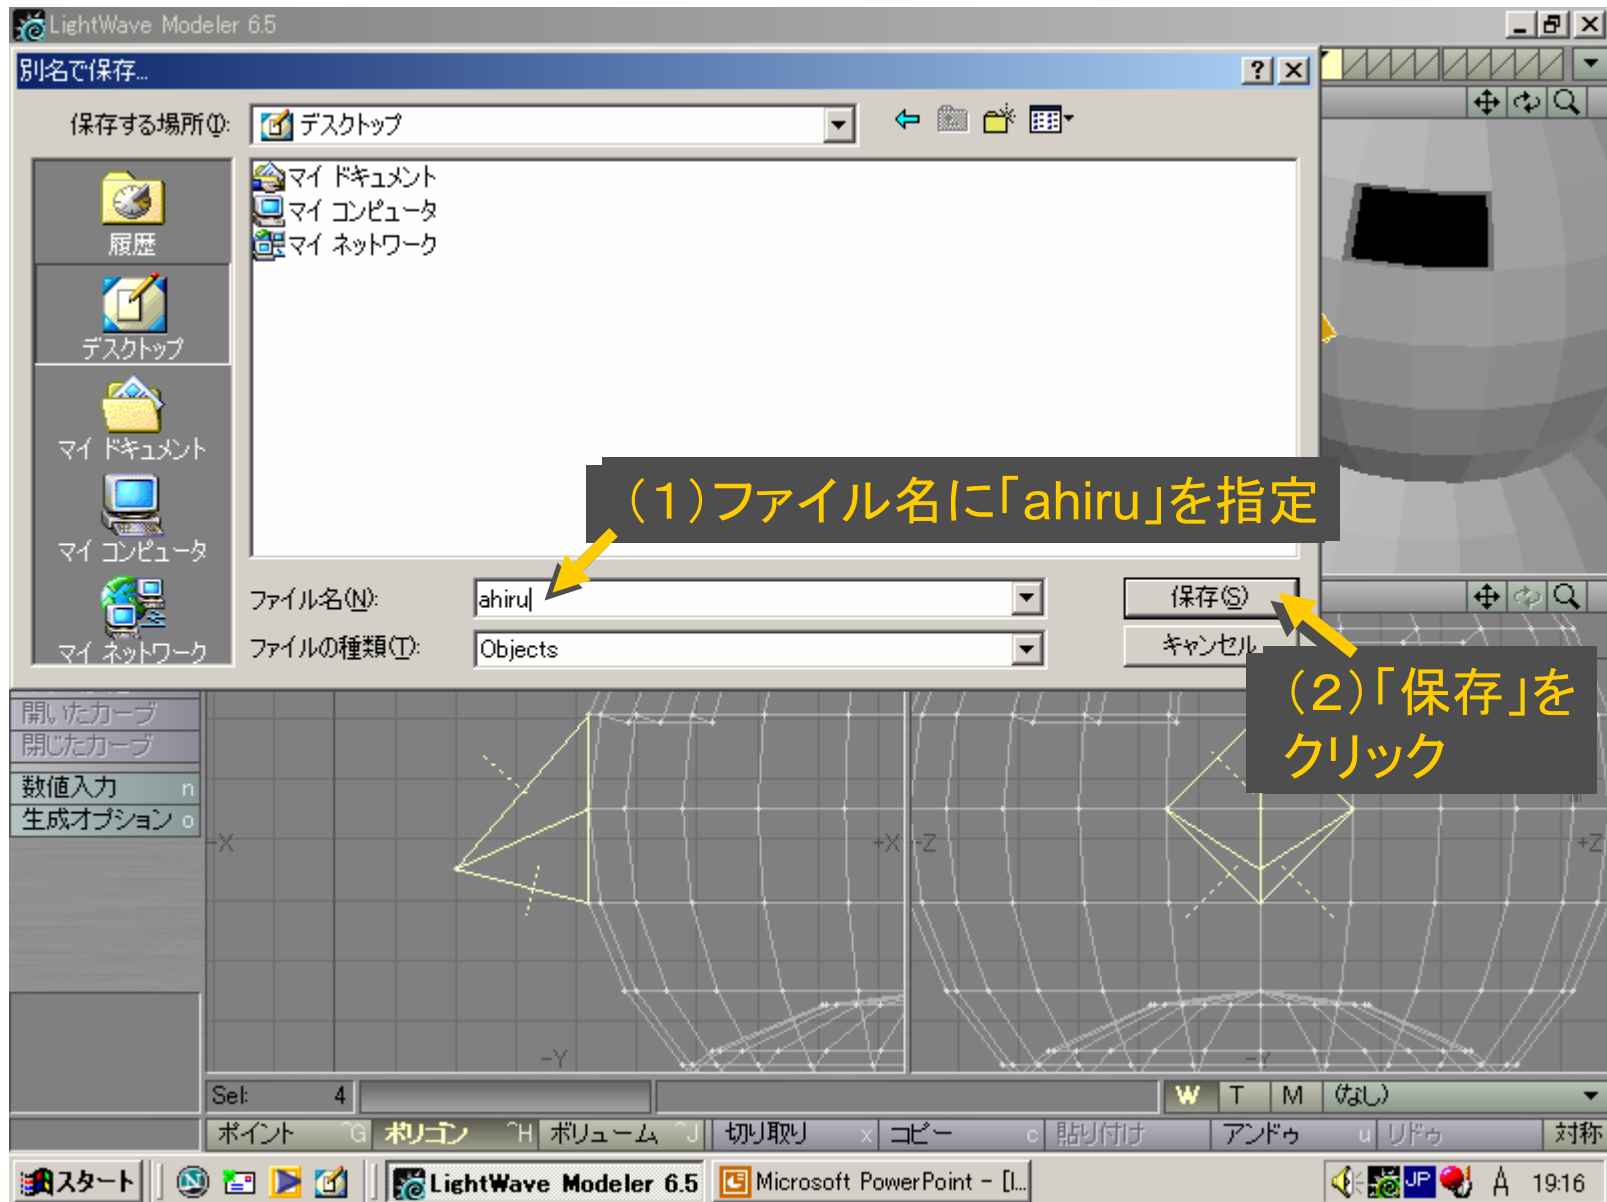 LightWave Modeler 6.5
別名で保存...
保存する場所(I):
デスクトップ
履歴
デスクトップ
マイ ドキュメント
マイ コンピュータ
マイ ネットワーク
マイ ドキュメント
マイ コンピュータ
マイ ネットワーク
(1)ファイル名に「ahiru」を指定
ファイル名(N):
ahiru
保存(S)
ファイルの種類(T):
Objects
キャンセル
(2)「保存」を
クリック
開いたカーブ
閉じたカーブ
数値入力 n
生成オプション o
-X
+X
-Z
+Z
-Y
-Y
Sel: 4
W T M (なし)
ポイント ^G ポリゴン ^H ボリューム ^J 切り取り x コピー c 貼り付け アンドゥ u リドゥ 対称
スタート
LightWave Modeler 6.5
Microsoft PowerPoint - [l...
JP
A
19:16